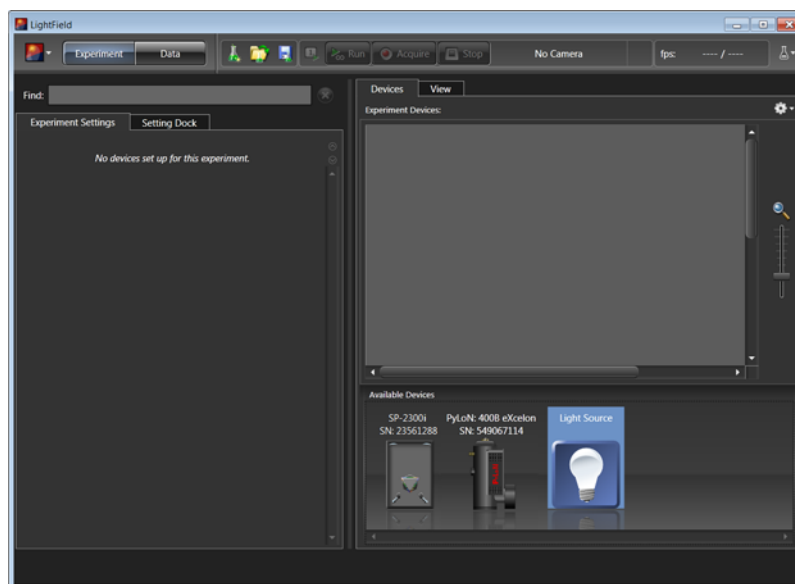 LightField
Experiment Data Run Acquire Stop No Camera fps: ---- / ----
Find:
Experiment Settings Setting Dock
No devices set up for this experiment.
Devices View
Experiment Devices:
Available Devices
SP-2300i
SN: 23561288
PyLoN: 400B eXcelon
SN: 549067114
Light Source